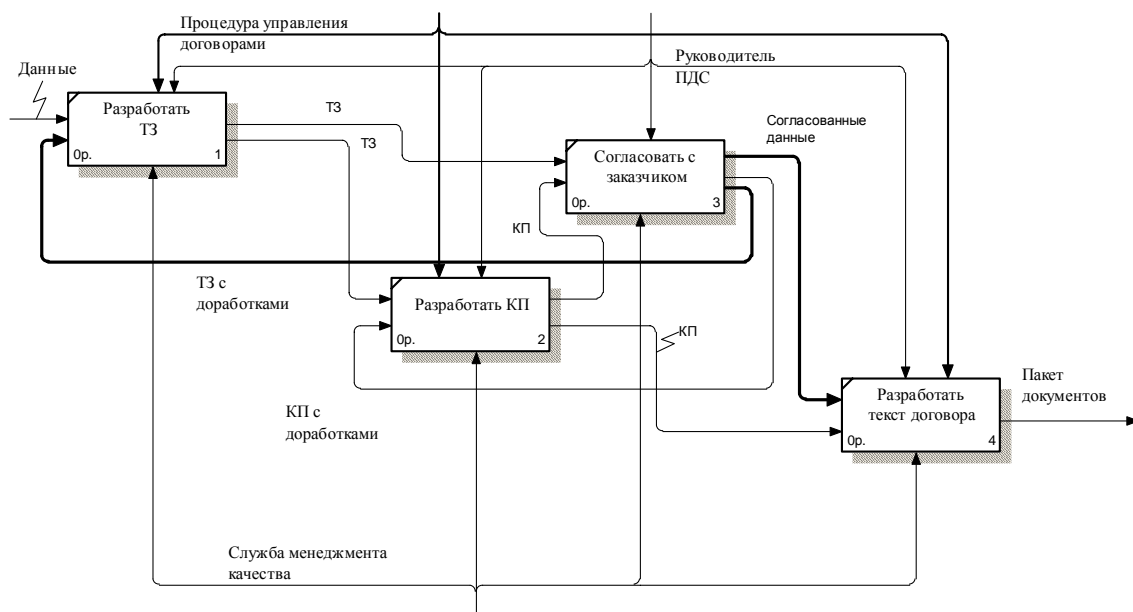 Процедура управления
договорами
Руководитель
ПДС
Данные
Разработать
ТЗ
0р.
1
ТЗ
ТЗ
Согласованные
данные
Согласовать с
заказчиком
0р.
3
КП
ТЗ с
доработками
Разработать КП
0р.
2
КП
КП с
доработками
Разработать
текст договора
0р.
4
Пакет
документов
Служба менеджмента
качества